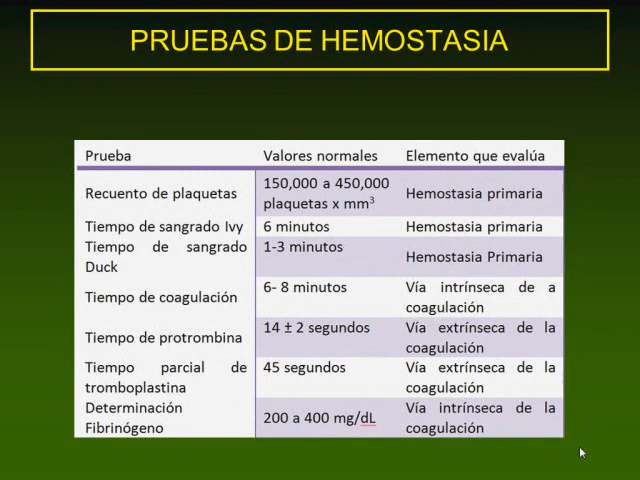 PRUEBAS DE HEMOSTASIA
Prueba Valores normales Elemento que evalúa
Recuento de plaquetas 150,000 a 450,000 plaquetas x mm³ Hemostasia primaria
Tiempo de sangrado Ivy 6 minutos Hemostasia primaria
Tiempo de sangrado Duck 1-3 minutos Hemostasia Primaria
Tiempo de coagulación 6- 8 minutos Vía intrínseca de a coagulación
Tiempo de protrombina 14 ± 2 segundos Vía extrínseca de la coagulación
Tiempo parcial de tromboplastina 45 segundos Vía extrínseca de la coagulación
Determinación Fibrinógeno 200 a 400 mg/dL Vía intrínseca de la coagulación